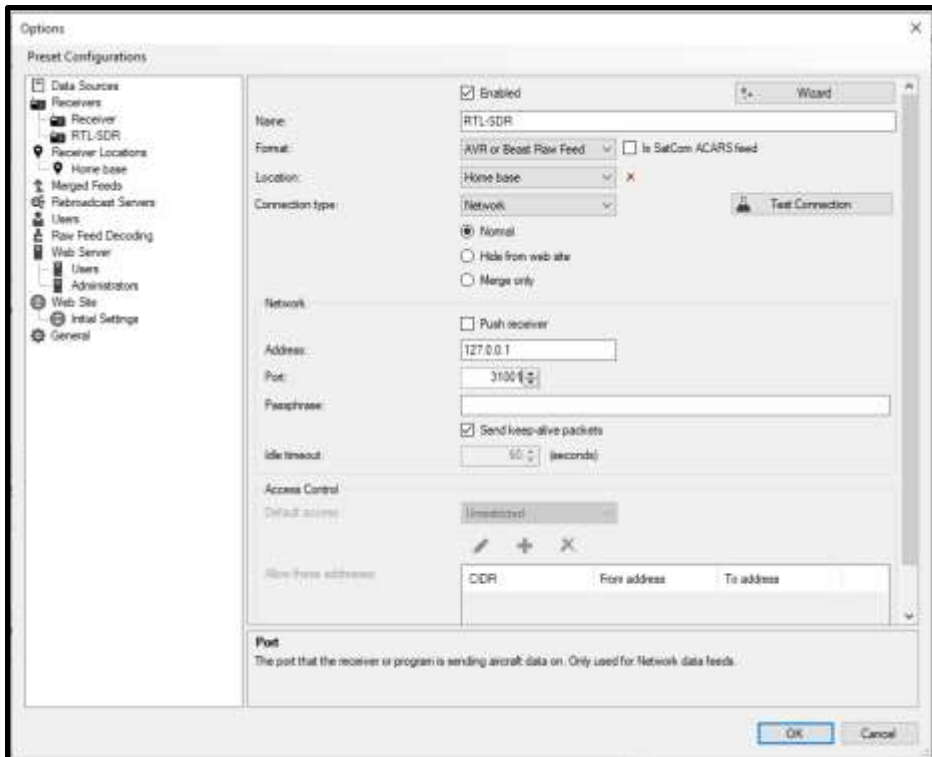 Options
Preset Configurations
Data Sources
Receivers
Receiver
RTL-SDR
Receiver Locations
Home base
Merged Feeds
Rebroadcast Servers
Users
Raw Feed Decoding
Web Server
Users
Administrators
Web Site
Initial Settings
General
Enabled
Wizard
Name: RTL-SDR
Format: AVR or Beast Raw Feed Is SatCom ACARS feed
Location: Home base
Connection type: Network Test Connection
Normal
Hide from web site
Merge only
Network
Push receiver
Address: 127.0.0.1
Port: 31001
Passphrase:
Send keep-alive packets
Idle timeout: 60 (seconds)
Access Control
Default access: Unrestricted
Allow these addresses:
CIDR From address To address
Port
The port that the receiver or program is sending aircraft data on. Only used for Network data feeds.
OK Cancel